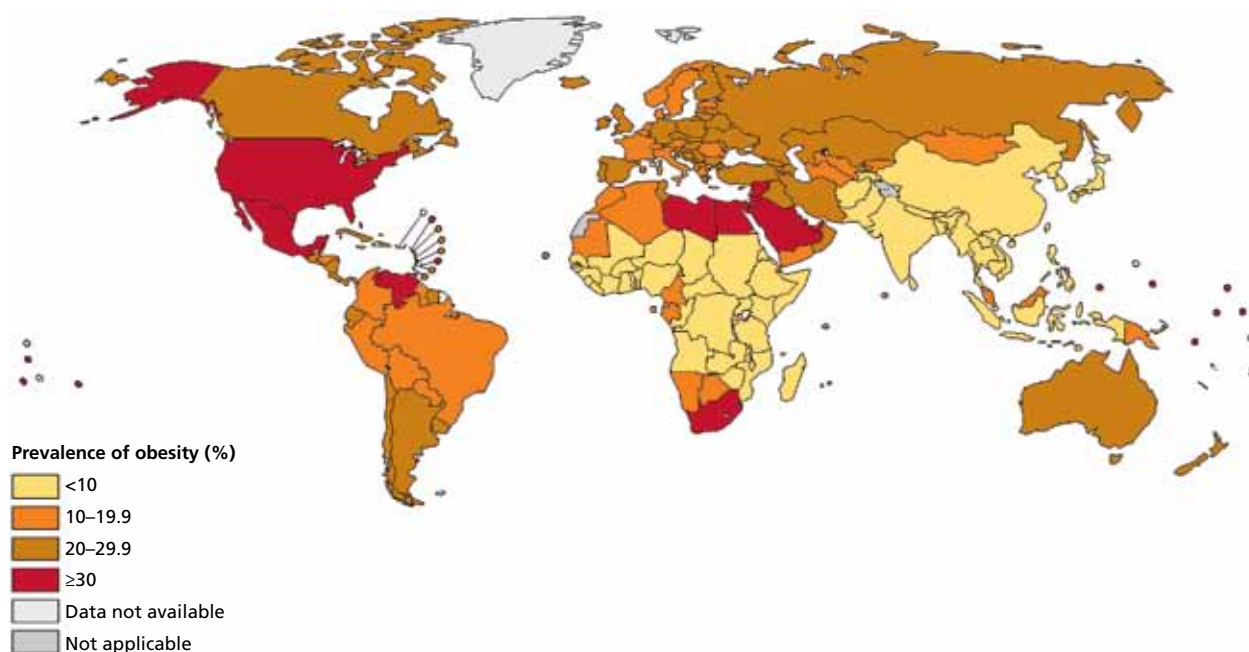 Prevalence of obesity (%)
<10
10–19.9
20–29.9
≥30
Data not available
Not applicable